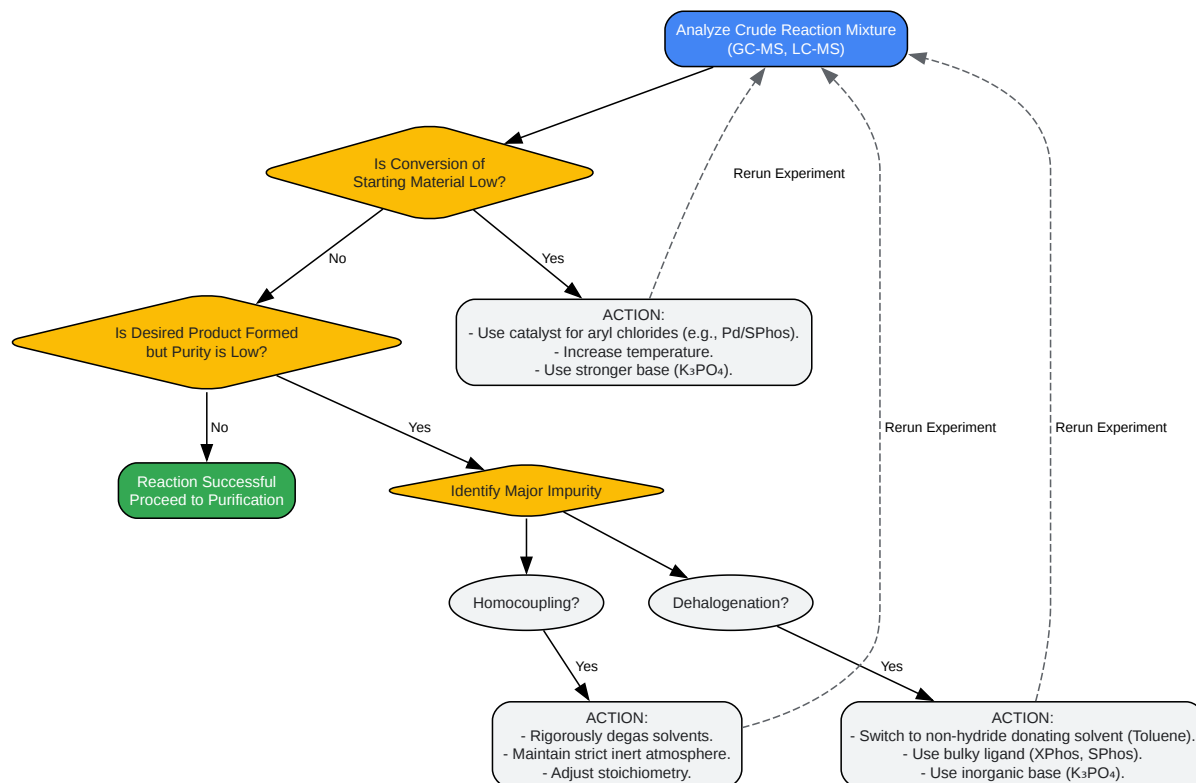 Analyze Crude Reaction Mixture
(GC-MS, LC-MS)
Is Conversion of
Starting Material Low?
Rerun Experiment
No
Yes
ACTION:
- Use catalyst for aryl chlorides (e.g., Pd/SPhos).
- Increase temperature.
- Use stronger base (K₃PO₄).
Is Desired Product Formed
but Purity is Low?
No
Yes
Rerun Experiment
Rerun Experiment
Reaction Successful
Proceed to Purification
Identify Major Impurity
Homocoupling?
Dehalogenation?
Yes
Yes
ACTION:
- Rigorously degas solvents.
- Maintain strict inert atmosphere.
- Adjust stoichiometry.
ACTION:
- Switch to non-hydride donating solvent (Toluene).
- Use bulky ligand (XPhos, SPhos).
- Use inorganic base (K₃PO₄).